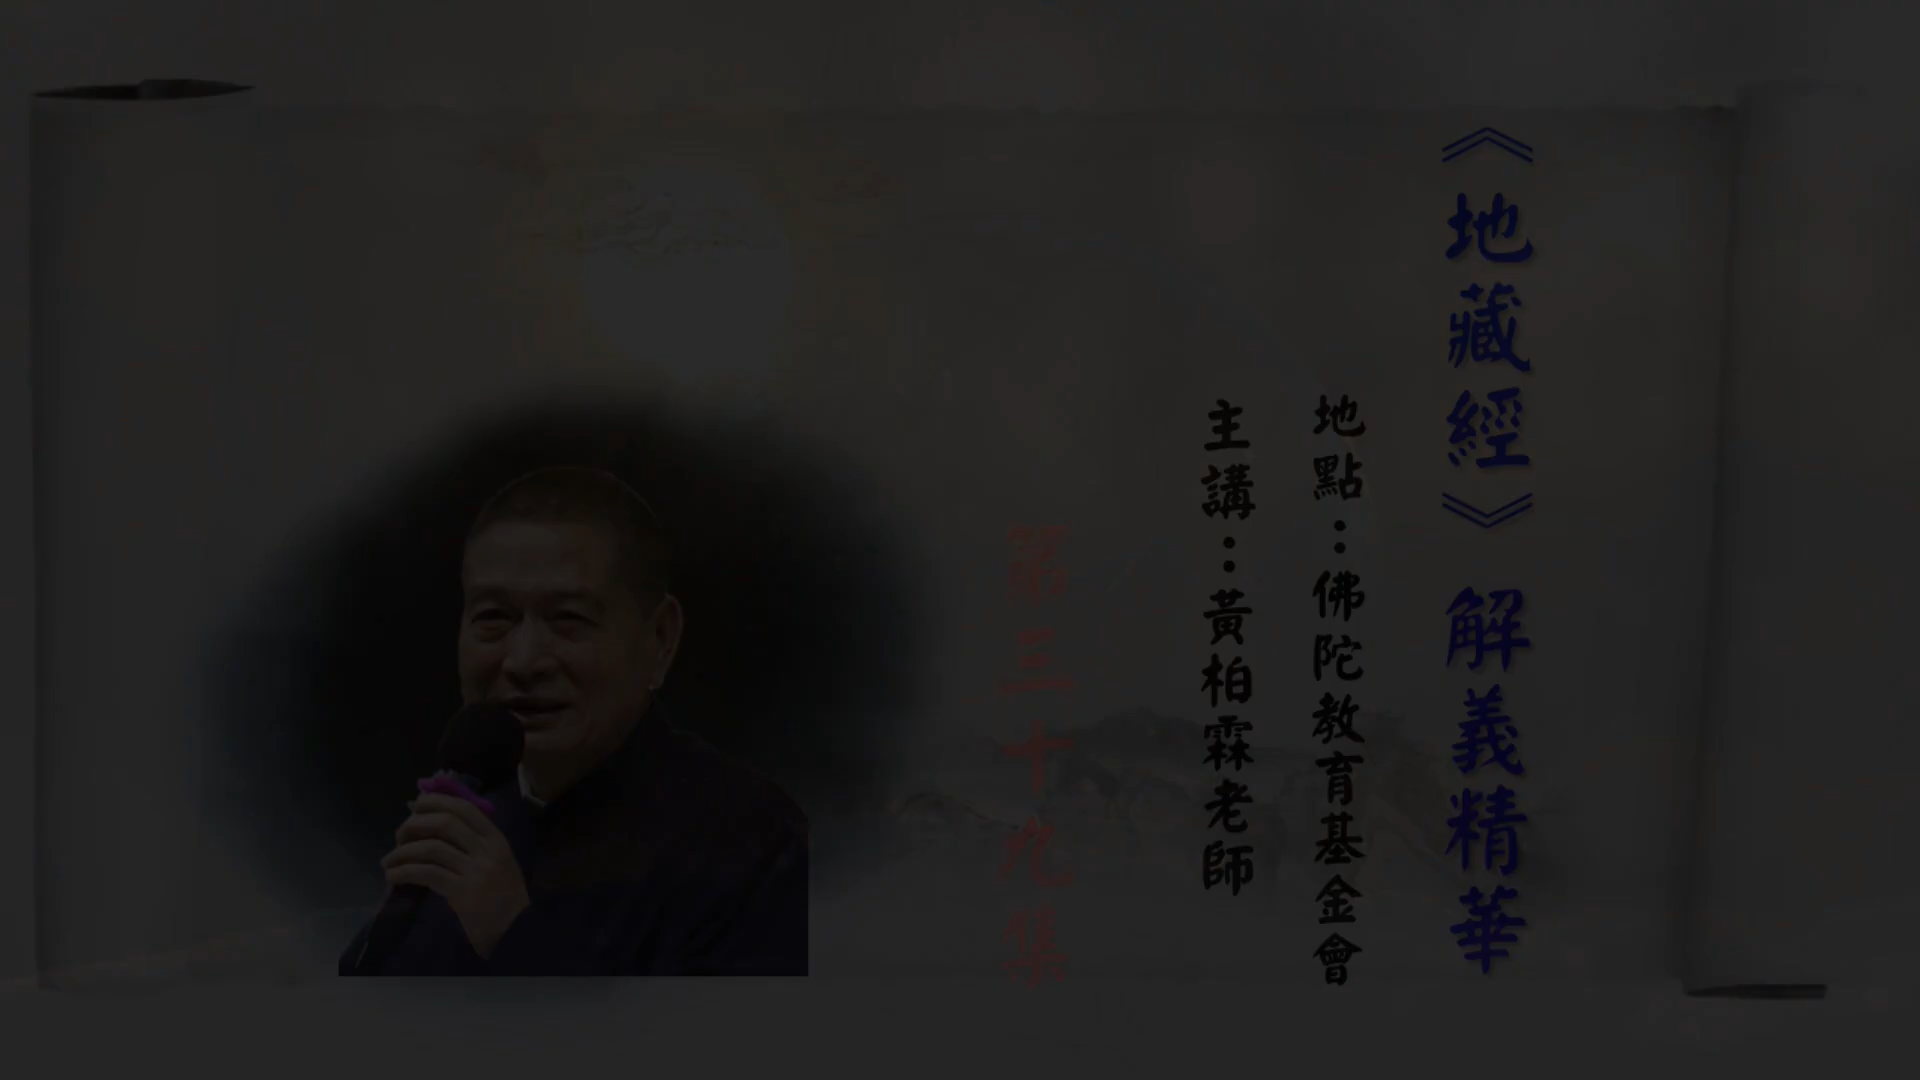 《地藏經》解義精華
地點：佛陀教育基金會
主講：黃柏霖老師
第三十九集